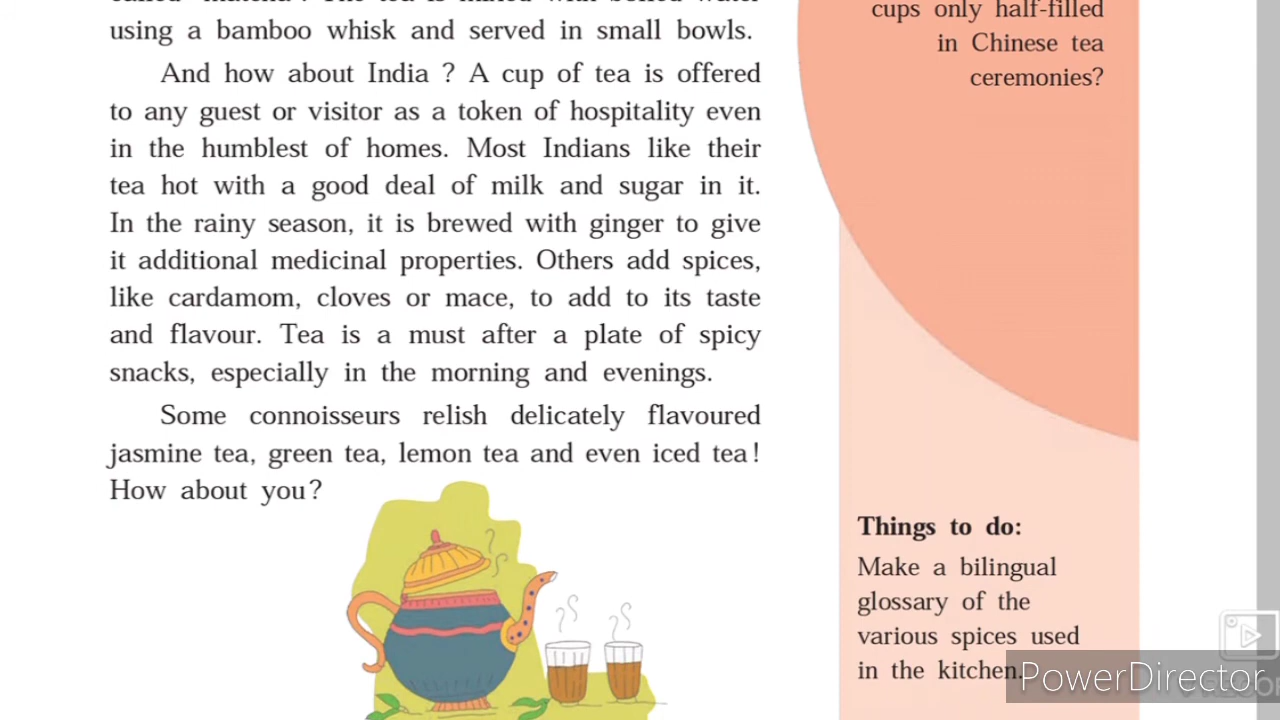 using a bamboo whisk and served in small bowls.
And how about India ? A cup of tea is offered
to any guest or visitor as a token of hospitality even
in the humblest of homes. Most Indians like their
tea hot with a good deal of milk and sugar in it.
In the rainy season, it is brewed with ginger to give
it additional medicinal properties. Others add spices,
like cardamom, cloves or mace, to add to its taste
and flavour. Tea is a must after a plate of spicy
snacks, especially in the morning and evenings.
Some connoisseurs relish delicately flavoured
jasmine tea, green tea, lemon tea and even iced tea!
How about you?
cups only half-filled
in Chinese tea
ceremonies?
Things to do:
Make a bilingual
glossary of the
various spices used
in the kitchen.
PowerDirector